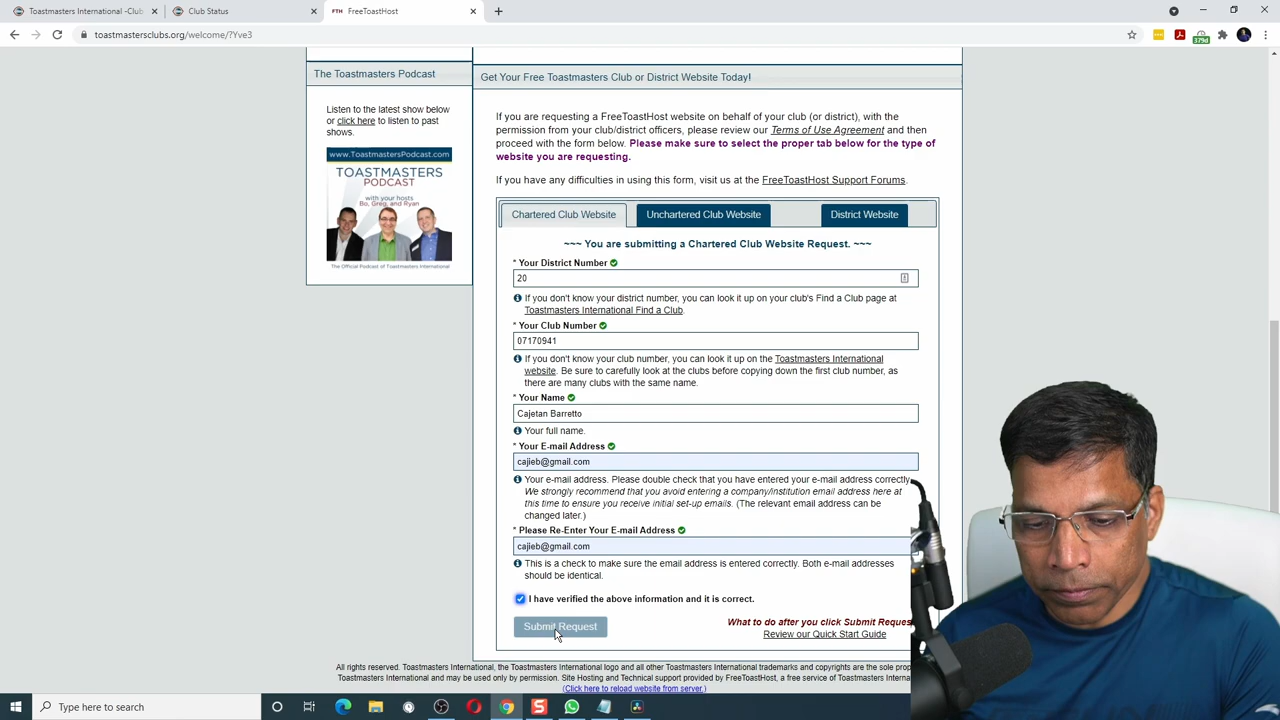 Toastmasters International -Club
Club Status
FTH FreeToastHost
toastmastersclubs.org/welcome/?Yve3
379d
The Toastmasters Podcast
Listen to the latest show below
or click here to listen to past
shows.
www.ToastmastersPodcast.com
TOASTMASTERS
PODCAST
with your hosts
Bo, Greg, and Ryan
The Official Podcast of Toastmasters International
Get Your Free Toastmasters Club or District Website Today!
If you are requesting a FreeToastHost website on behalf of your club (or district), with the
permission from your club/district officers, please review our Terms of Use Agreement and then
proceed with the form below. Please make sure to select the proper tab below for the type of
website you are requesting.
If you have any difficulties in using this form, visit us at the FreeToastHost Support Forums.
Chartered Club Website
Unchartered Club Website
District Website
~~~ You are submitting a Chartered Club Website Request. ~~~
* Your District Number
20
If you don't know your district number, you can look it up on your club's Find a Club page at
Toastmasters International Find a Club.
* Your Club Number
07170941
If you don't know your club number, you can look it up on the Toastmasters International
website. Be sure to carefully look at the clubs before copying down the first club number, as
there are many clubs with the same name.
* Your Name
Cajetan Barretto
Your full name.
* Your E-mail Address
cajieb@gmail.com
Your e-mail address. Please double check that you have entered your e-mail address correctly.
We strongly recommend that you avoid entering a company/institution email address here at
this time to ensure you receive initial set-up emails. (The relevant email address can be
changed later.)
* Please Re-Enter Your E-mail Address
cajieb@gmail.com
This is a check to make sure the email address is entered correctly. Both e-mail addresses
should be identical.
I have verified the above information and it is correct.
Submit Request
What to do after you click Submit Reques
Review our Quick Start Guide
All rights reserved. Toastmasters International, the Toastmasters International logo and all other Toastmasters International trademarks and copyrights are the sole prop
Toastmasters International and may be used only by permission. Site Hosting and Technical support provided by FreeToastHost, a free service of Toastmasters Interna
(Click here to reload website from server.)
Type here to search